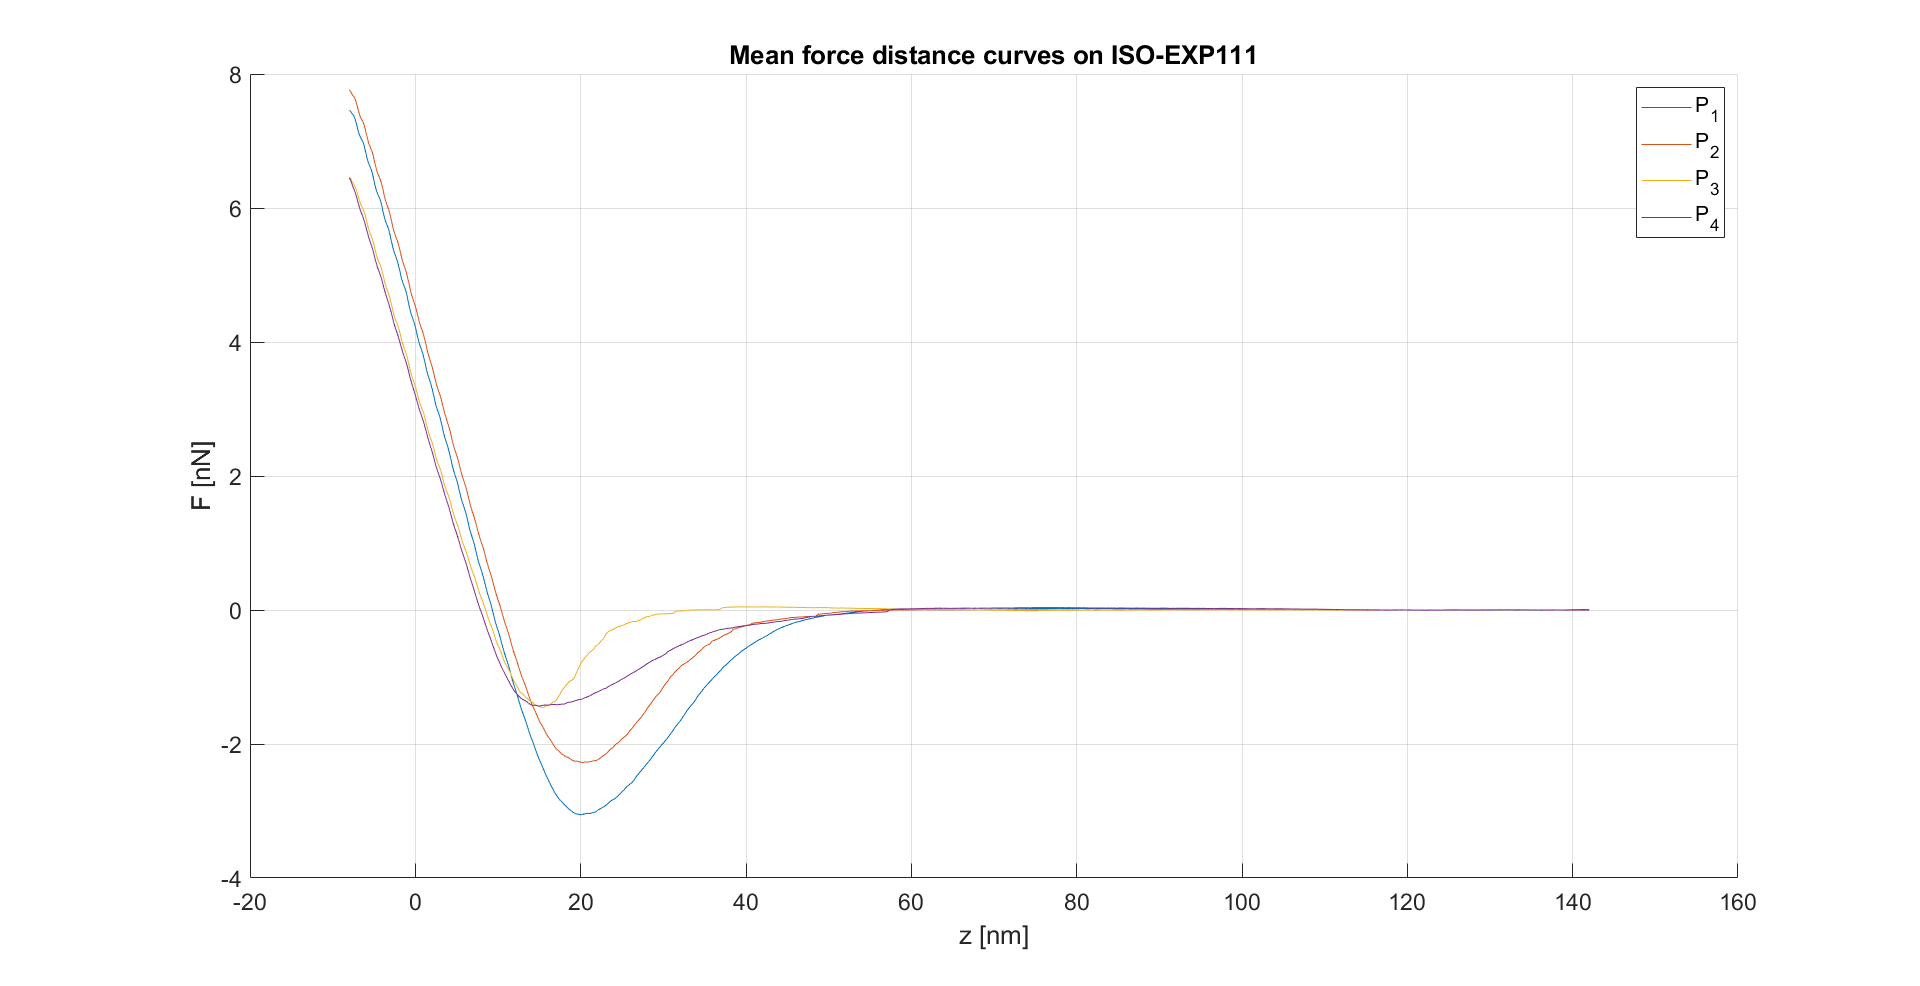 Mean force distance curves on ISO-EXP111
P1
P2
P3
P4
F [nN]
8
6
4
2
0
-2
-4
-20 0 20 40 60 80 100 120 140 160
z [nm]